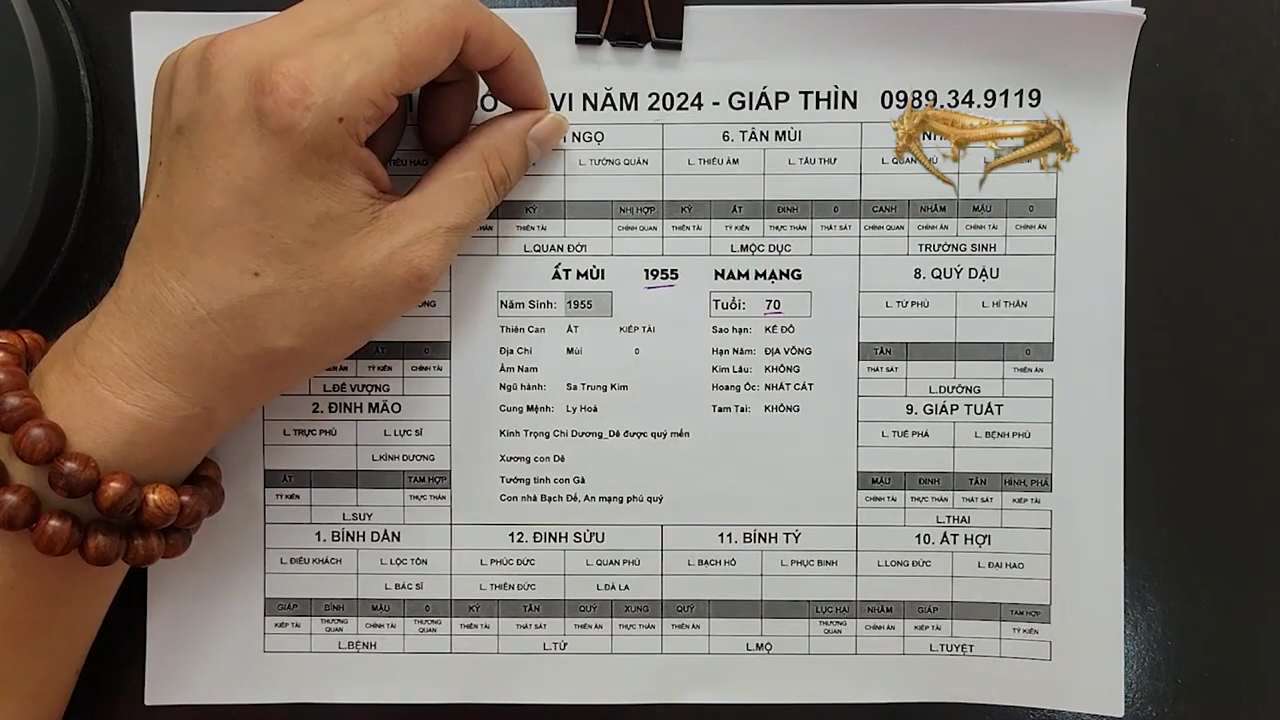 VI NĂM 2024 - GIÁP THÌN 0989.34.9119
NGỌ 6. TÂN MÙI
L. TƯỚNG QUÂN L. THIẾU ÂM L. TẤU THƯ
KỶ NHỊ HỢP KỶ ẤT ĐINH 0 CANH NHÂM MẬU 0
THIÊN TÀI CHÍNH QUAN THIÊN TÀI TỶ KIÊN THỰC THẦN THẤT SÁT CHÍNH QUAN CHÍNH ẤN CHÍNH TÀI CHÍNH ẤN
L.QUAN ĐỚI L.MỘC DỤC TRƯỜNG SINH
ẤT MÙI 1955 NAM MẠNG 8. QUÝ DẬU
Năm Sinh: 1955 Tuổi: 70 L. TỬ PHÙ L. HỈ THẦN
Thiên Can ẤT KIẾP TÀI Sao hạn: KẾ ĐÔ
Địa Chi Mùi 0 Hạn Năm: ĐỊA VÕNG
ẤT 0 TÂN 0
Âm Nam Kim Lâu: KHÔNG
TỶ KIÊN CHÍNH TÀI THẤT SÁT THIÊN ẤN
L.ĐẾ VƯỢNG Ngũ hành: Sa Trung Kim Hoang Ốc: NHẤT CÁT L.DƯỠNG
2. ĐINH MÃO Cung Mệnh: Ly Hoả Tam Tai: KHÔNG 9. GIÁP TUẤT
L. TRỰC PHÙ L. LỰC SĨ Kính Trọng Chi Dương_Dê được quý mến L. TUẾ PHÁ L. BỆNH PHÙ
L.KÌNH DƯƠNG Xương con Dê
ẤT TAM HỢP Tướng tinh con Gà MẬU ĐINH TÂN HÌNH, PHÁ
TỶ KIÊN THỰC THẦN Con nhà Bạch Đế, An mạng phú quý CHÍNH TÀI THỰC THẦN THẤT SÁT KIẾP TÀI
L.SUY L.THAI
1. BÍNH DẦN 12. ĐINH SỬU 11. BÍNH TÝ 10. ẤT HỢI
L. ĐIẾU KHÁCH L. LỘC TỒN L. PHÚC ĐỨC L. QUAN PHÙ L. BẠCH HỔ L. PHỤC BINH L.LONG ĐỨC L. ĐẠI HAO
L. BÁC SĨ L. THIÊN ĐỨC L.ĐÀ LA
GIÁP BÍNH MẬU 0 KỶ TÂN QUÝ XUNG QUÝ LỤC HẠI NHÂM GIÁP TAM HỢP
KIẾP TÀI THƯƠNG QUAN CHÍNH TÀI THƯƠNG QUAN THIÊN TÀI THẤT SÁT THIÊN ẤN THỰC THẦN THIÊN ẤN THƯƠNG QUAN CHÍNH ẤN KIẾP TÀI TỶ KIÊN
L.BỆNH L.TỬ L.MỘ L.TUYỆT